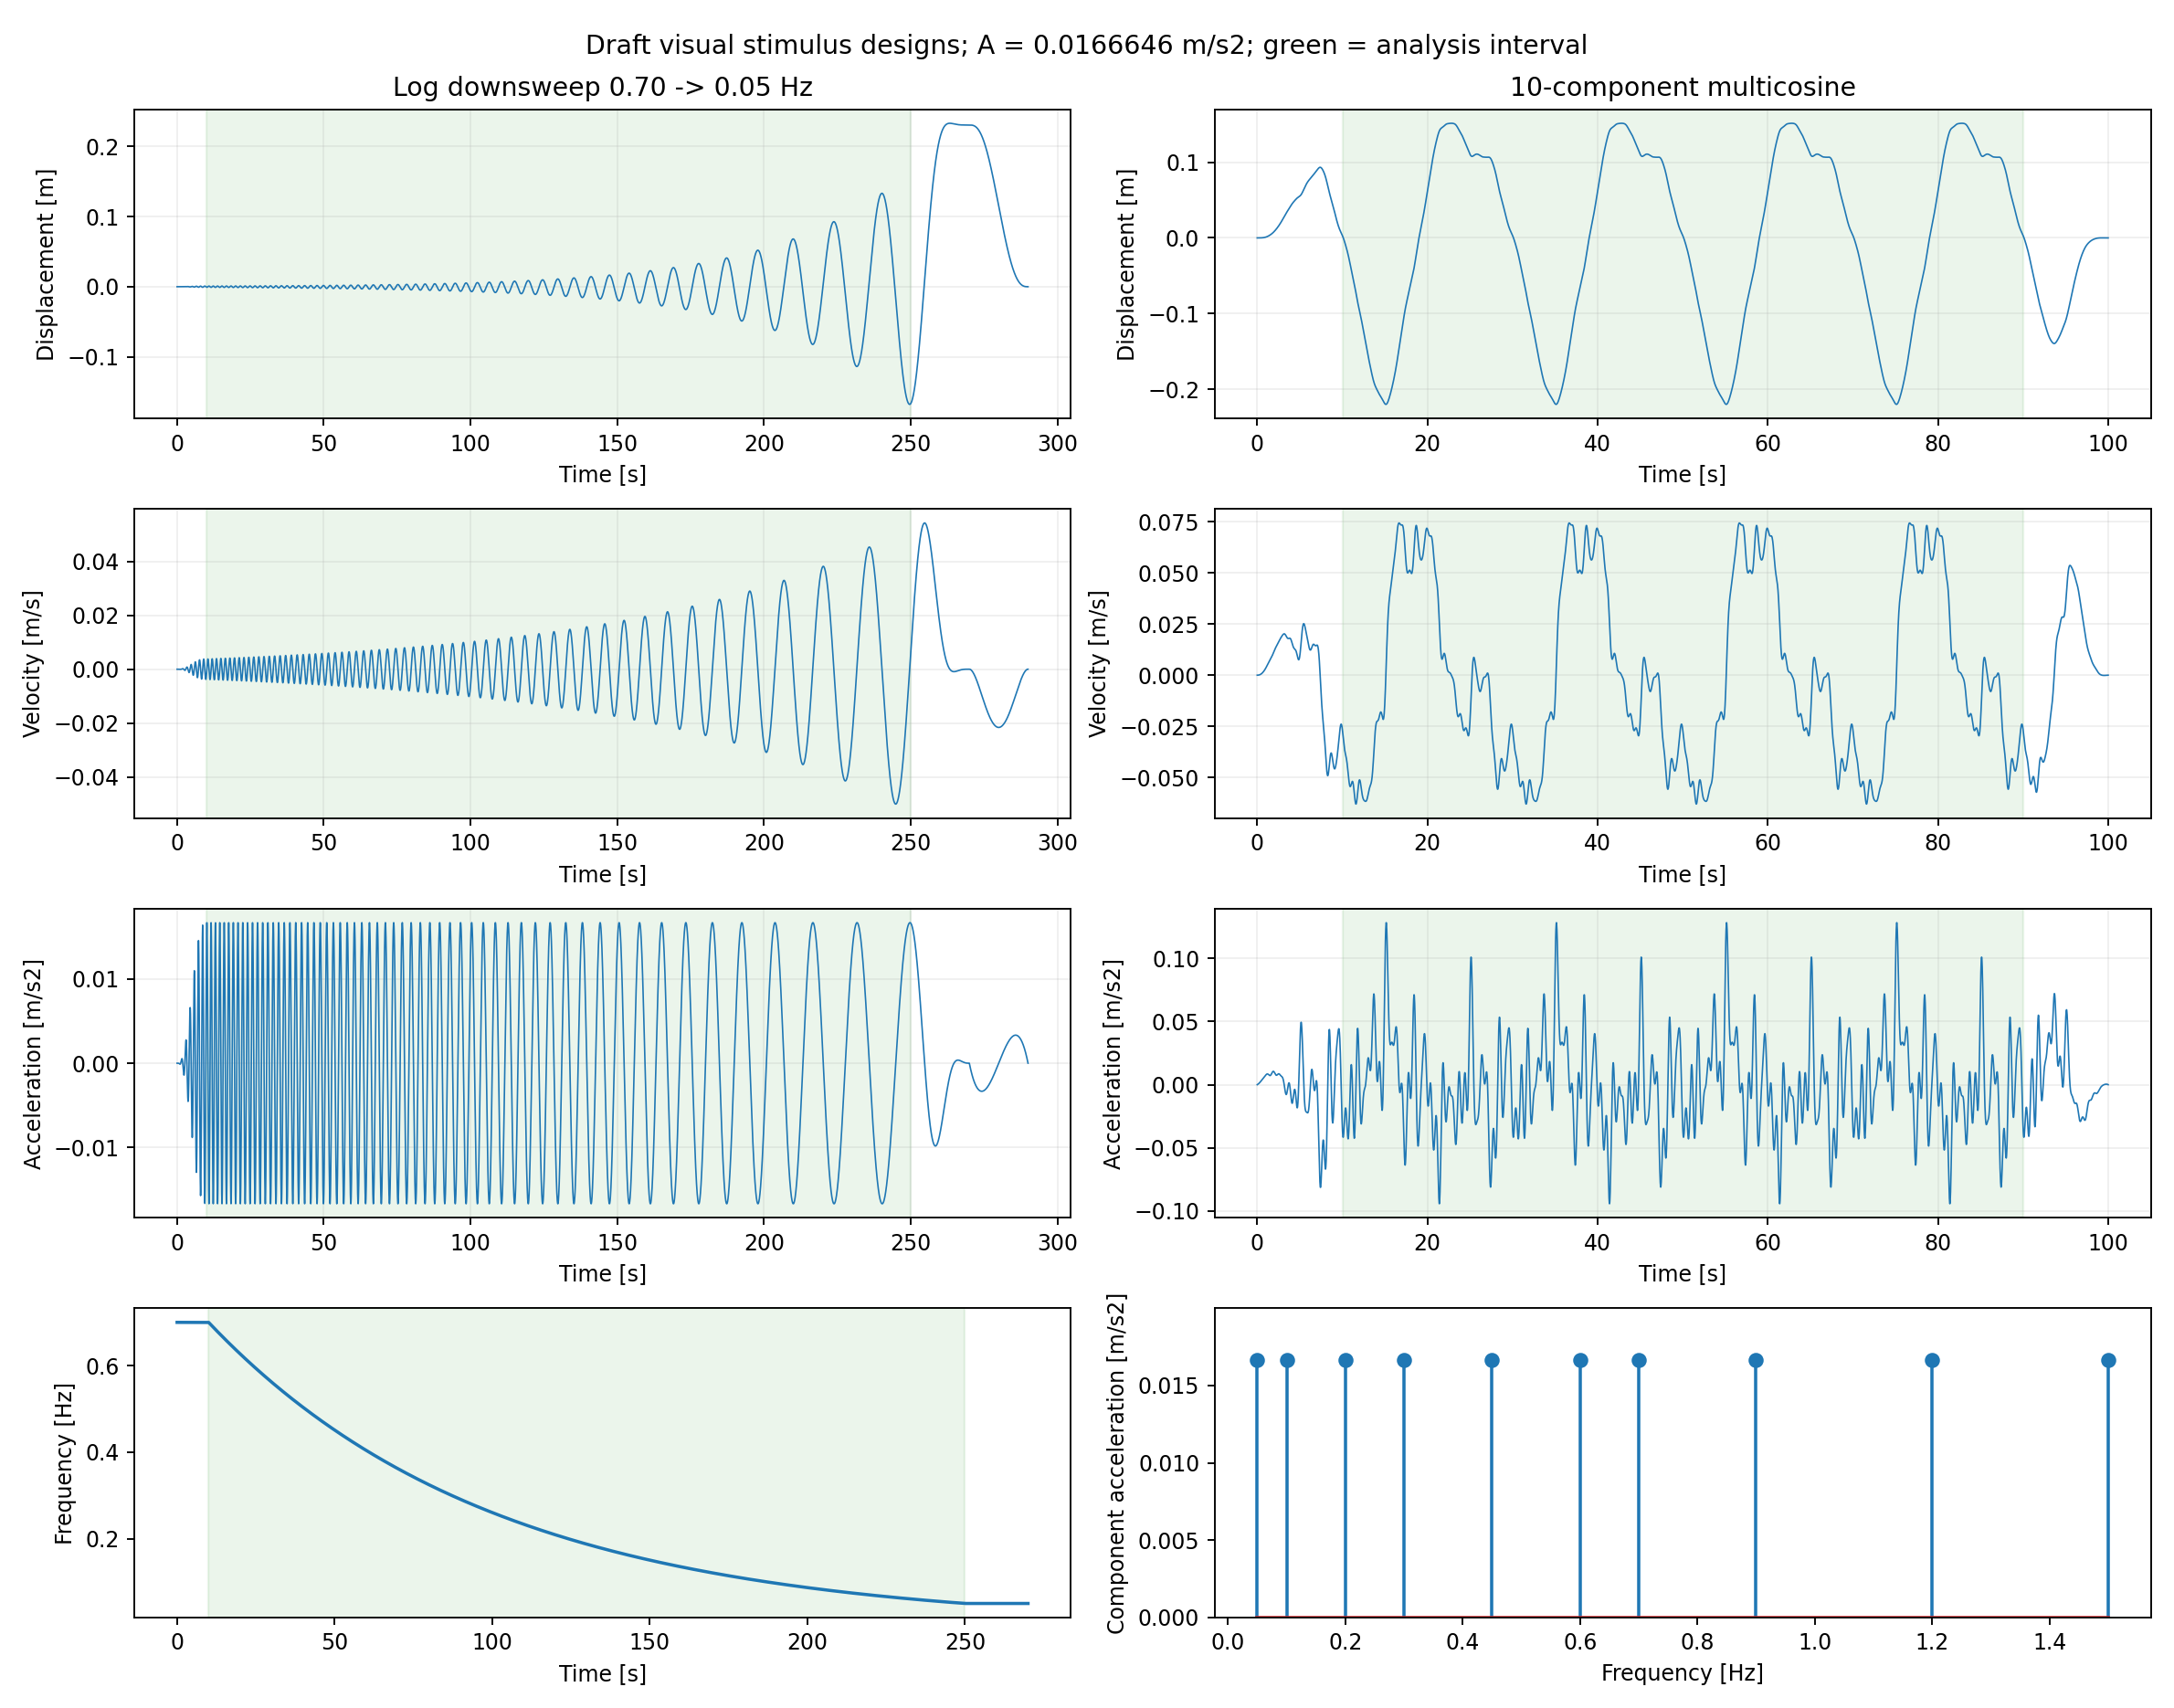 Draft visual stimulus designs; A = 0.0166646 m/s2; green = analysis interval
Log downsweep 0.70 -> 0.05 Hz
Displacement [m]
0.2
0.1
0.0
−0.1
0 50 100 150 200 250 300
Time [s]
10-component multicosine
Displacement [m]
0.1
0.0
−0.1
−0.2
0 20 40 60 80 100
Time [s]
Velocity [m/s]
0.04
0.02
0.00
−0.02
−0.04
0 50 100 150 200 250 300
Time [s]
Velocity [m/s]
0.075
0.050
0.025
0.000
−0.025
−0.050
0 20 40 60 80 100
Time [s]
Acceleration [m/s2]
0.01
0.00
−0.01
0 50 100 150 200 250 300
Time [s]
Acceleration [m/s2]
0.10
0.05
0.00
−0.05
−0.10
0 20 40 60 80 100
Time [s]
Frequency [Hz]
0.6
0.4
0.2
0 50 100 150 200 250
Time [s]
Component acceleration [m/s2]
0.015
0.010
0.005
0.000
0.0 0.2 0.4 0.6 0.8 1.0 1.2 1.4
Frequency [Hz]